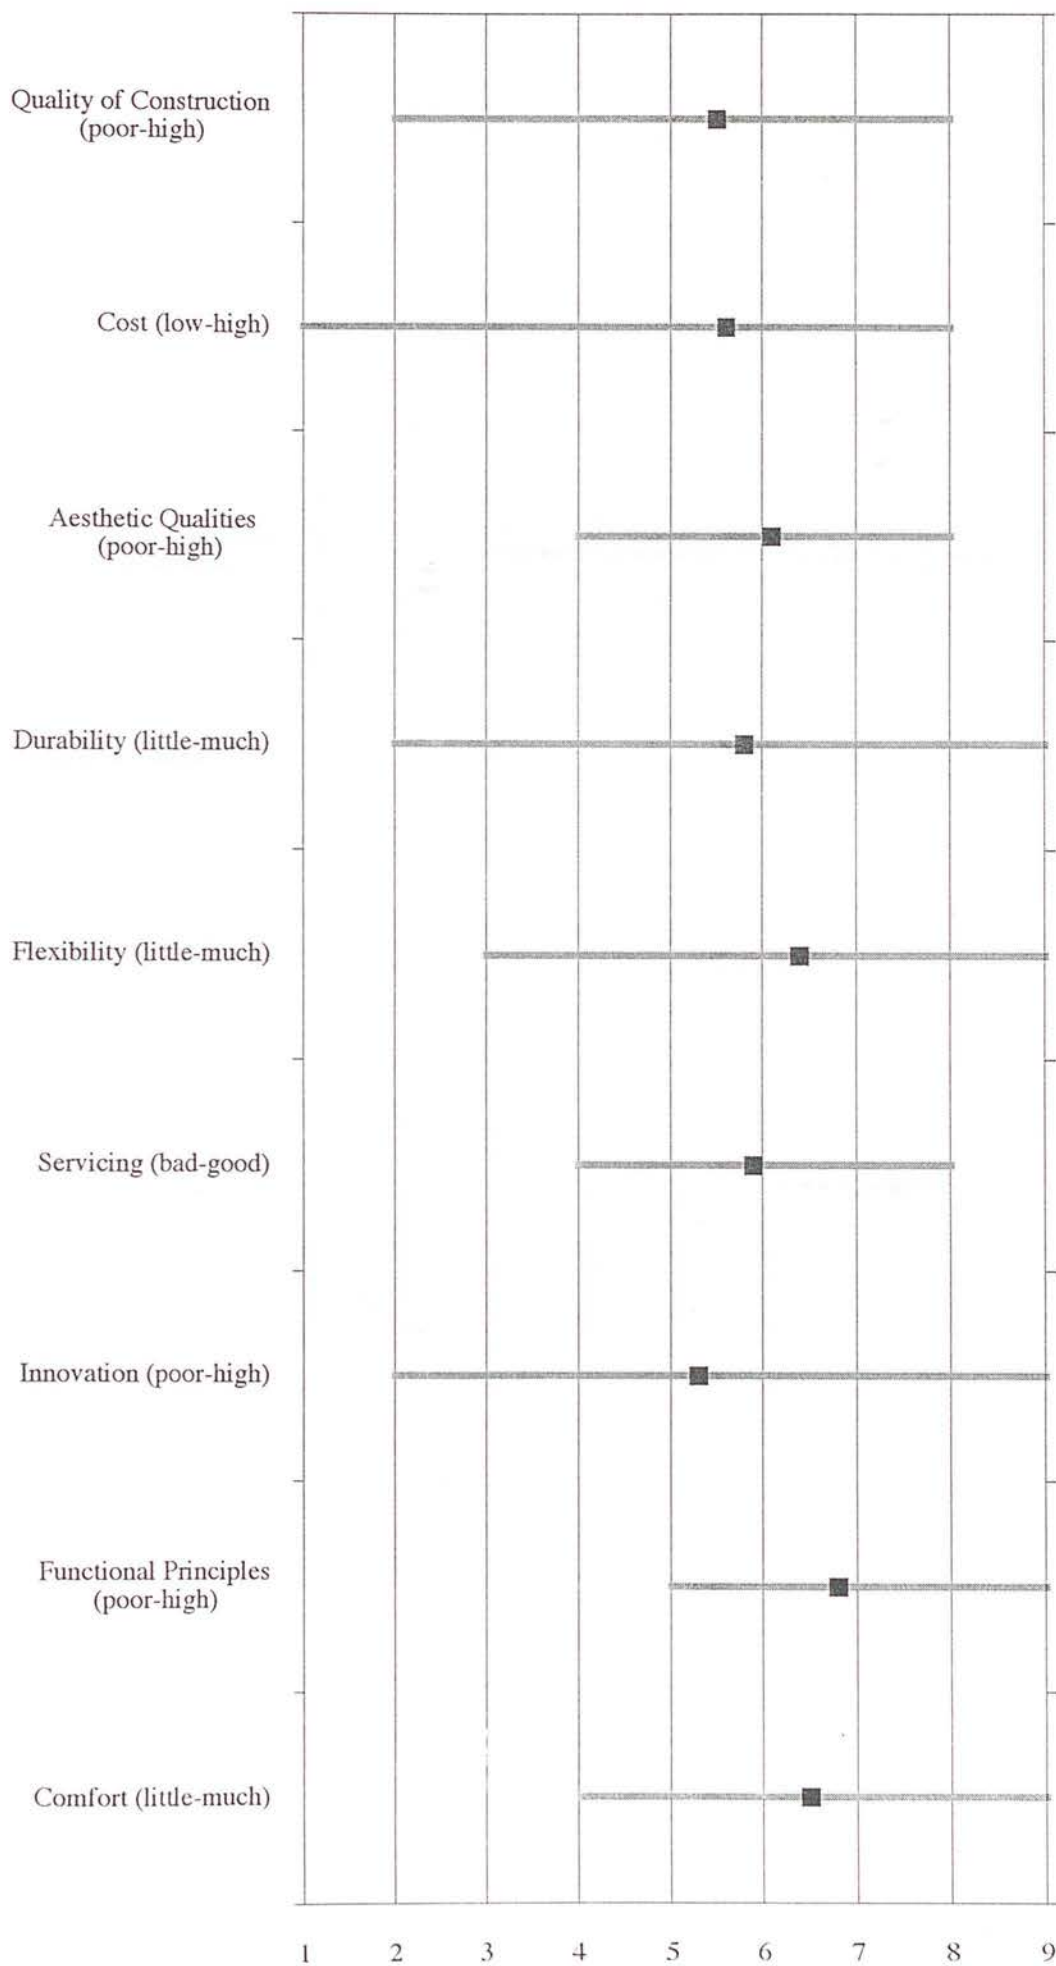 Quality of Construction
(poor-high)
Cost (low-high)
Aesthetic Qualities
(poor-high)
Durability (little-much)
Flexibility (little-much)
Servicing (bad-good)
Innovation (poor-high)
Functional Principles
(poor-high)
Comfort (little-much)
1 2 3 4 5 6 7 8 9